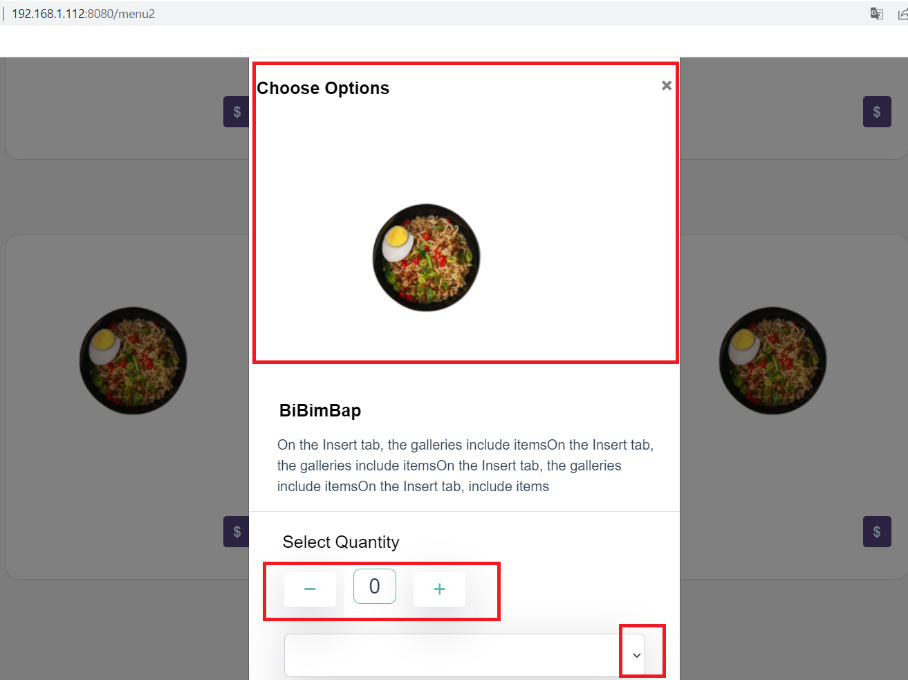 192.168.1.112:8080/menu2
Choose Options
×
$
$
BiBimBap
On the Insert tab, the galleries include itemsOn the Insert tab,
the galleries include itemsOn the Insert tab, the galleries
include itemsOn the Insert tab, include items
$
$
Select Quantity
− 0 +